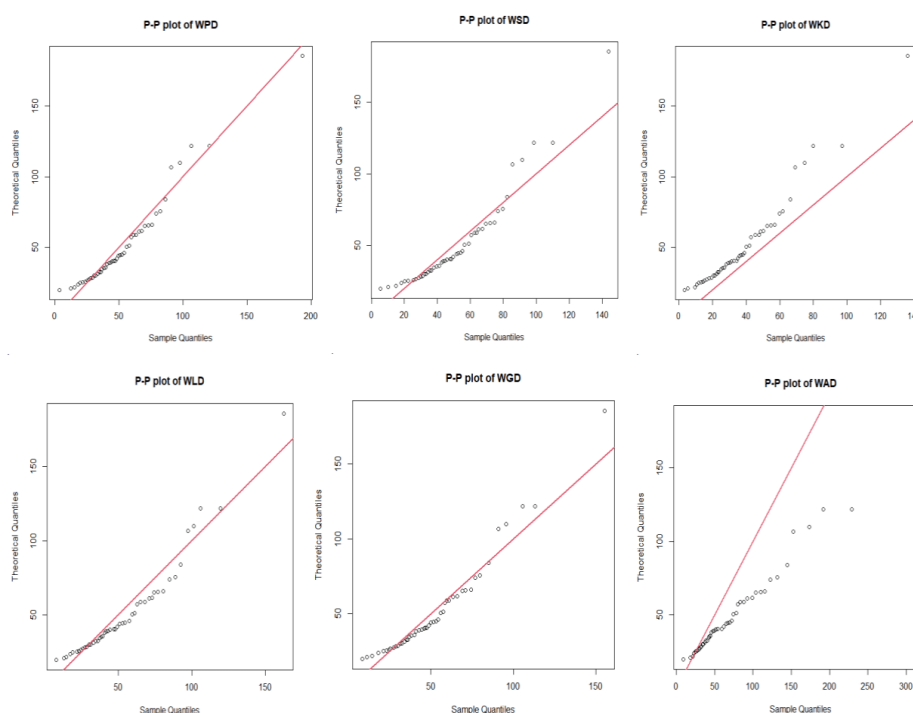 P-P plot of WPD
Theoretical Quantiles
50 100 150
0 50 100 150 200
Sample Quantiles
P-P plot of WSD
Theoretical Quantiles
50 100 150
0 20 40 60 80 100 120 140
Sample Quantiles
P-P plot of WKD
Theoretical Quantiles
50 100 150
0 20 40 60 80 100 120 140
Sample Quantiles
P-P plot of WLD
Theoretical Quantiles
50 100 150
50 100 150
Sample Quantiles
P-P plot of WGD
Theoretical Quantiles
50 100 150
50 100 150
Sample Quantiles
P-P plot of WAD
Theoretical Quantiles
50 100 150
0 50 100 150 200 250 300
Sample Quantiles